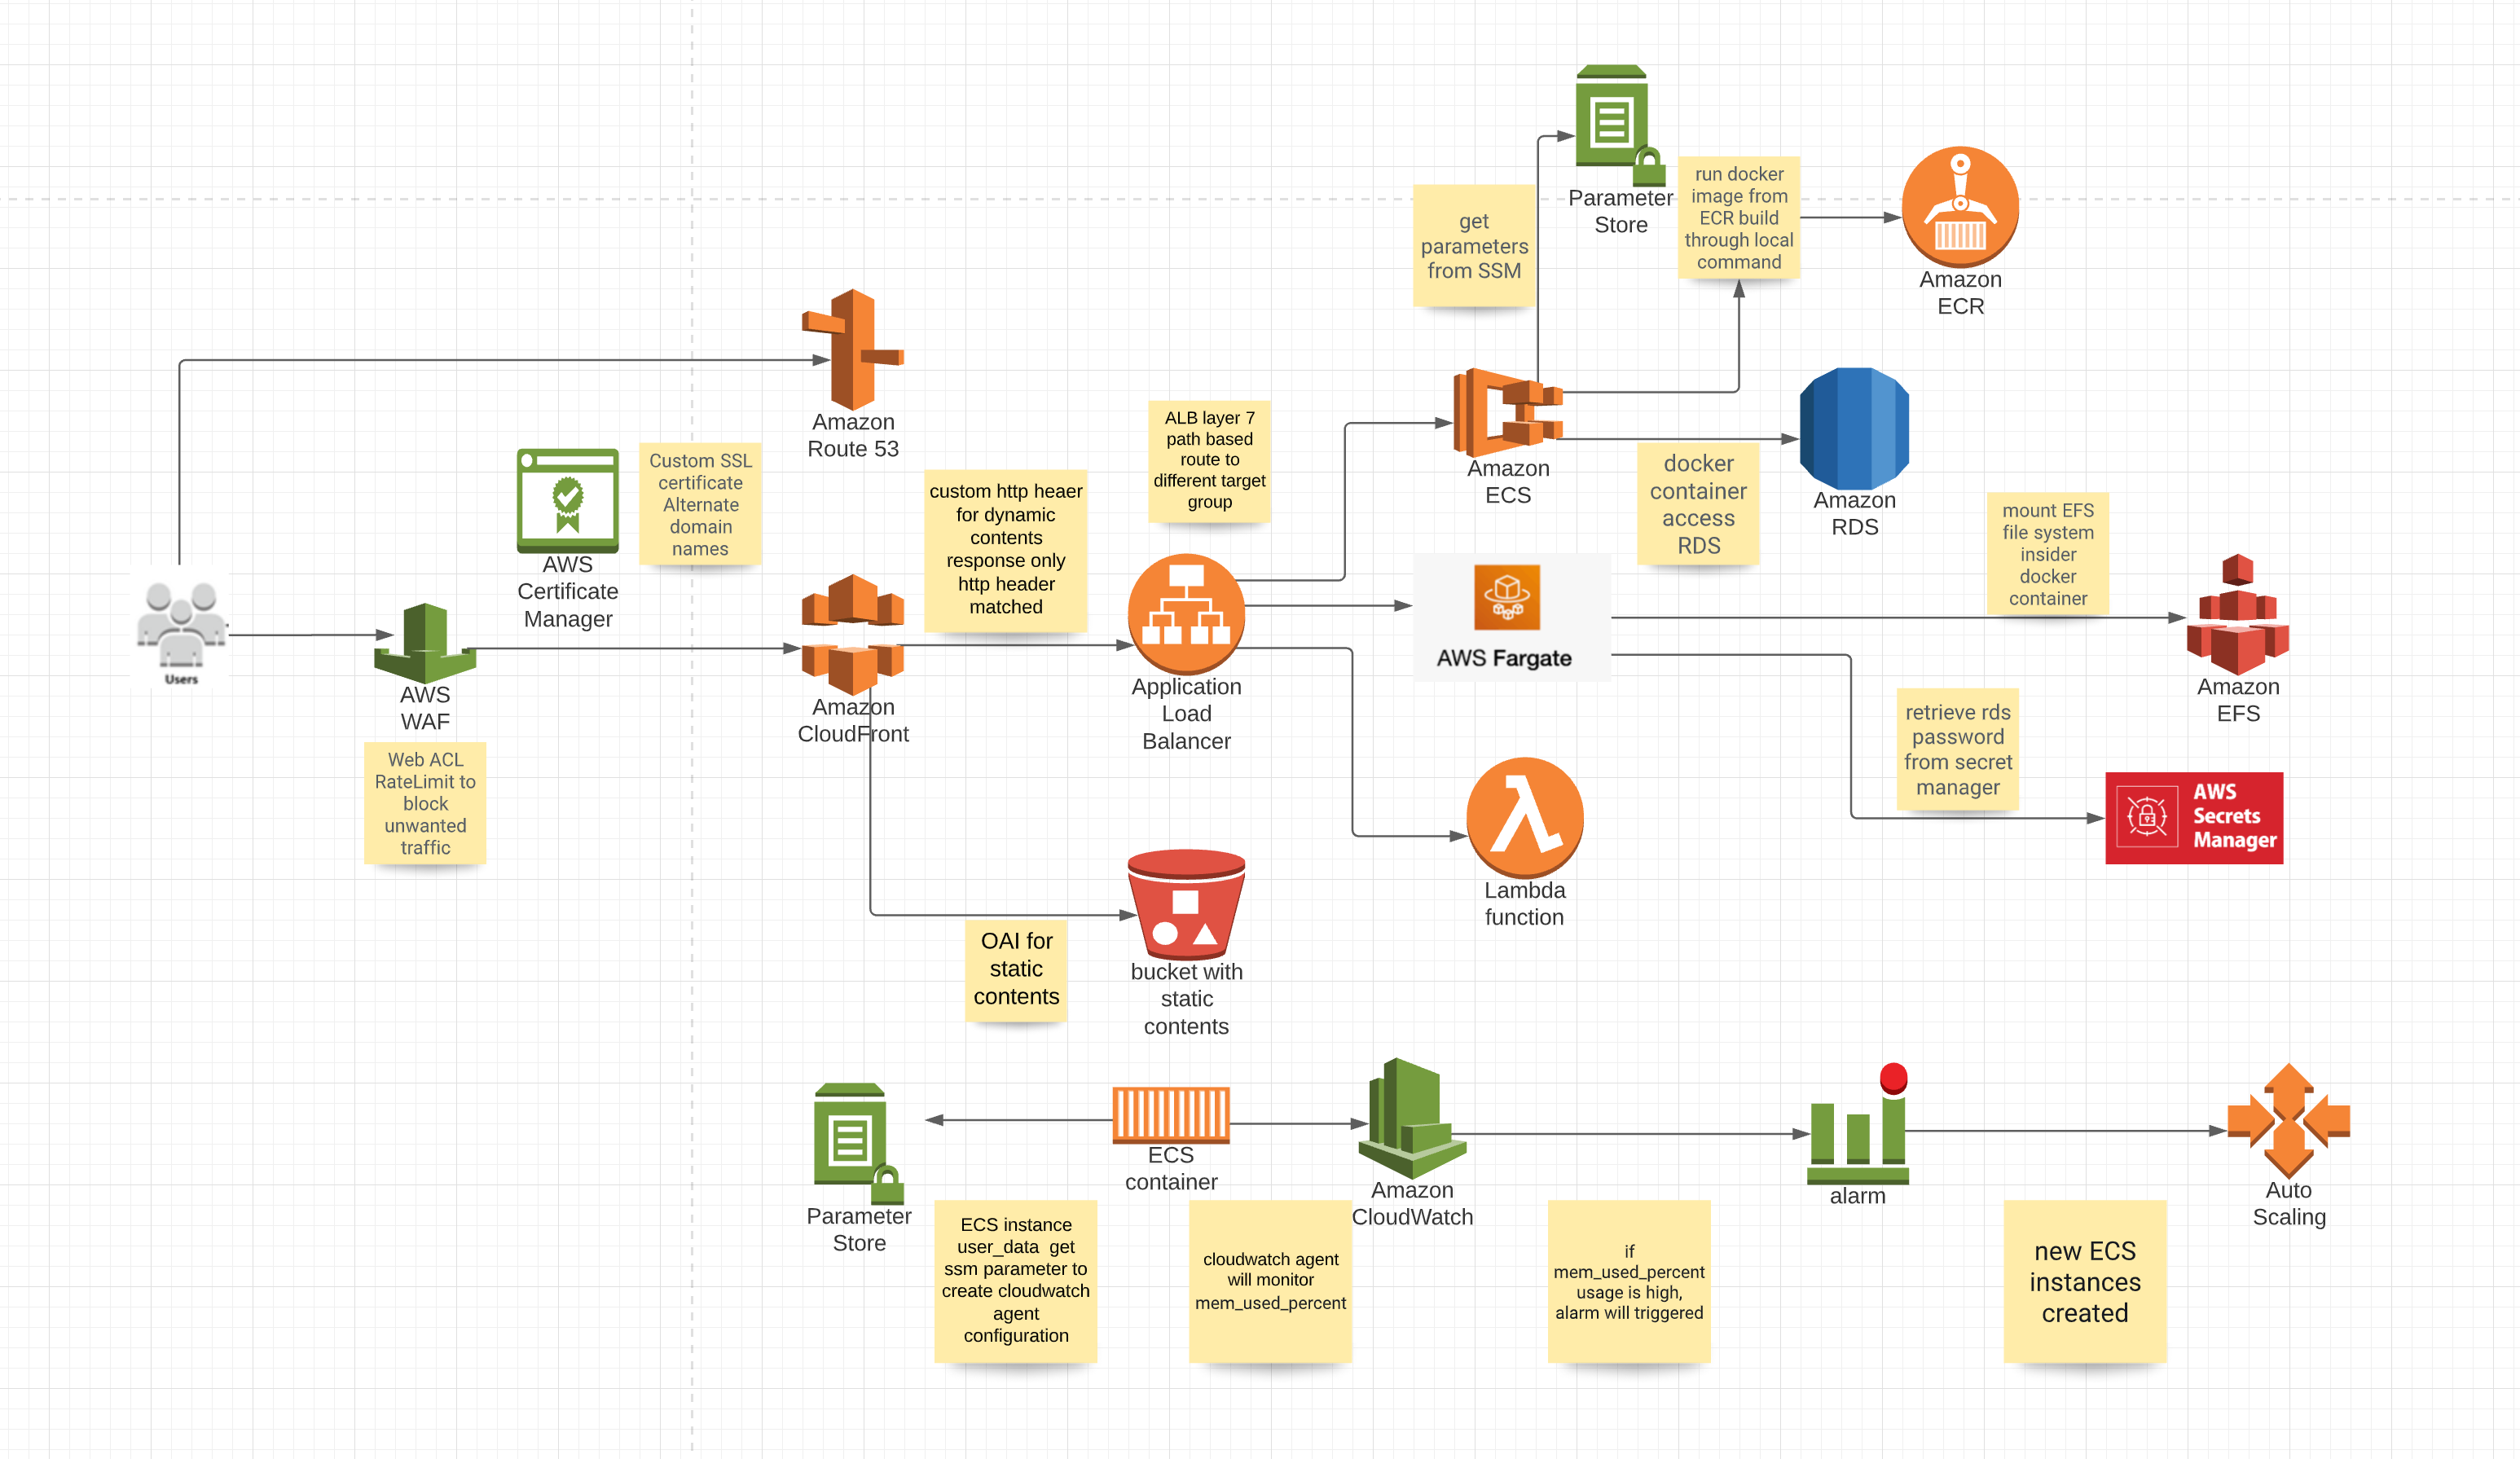 Parameter
Store
get
parameters
from SSM
run docker
image from
ECR build
through local
command
Amazon
ECR
Amazon
Route 53
AWS
Certificate
Manager
Custom SSL
certificate
Alternate
domain
names
custom http heaer
for dynamic
contents
response only
http header
matched
ALB layer 7
path based
route to
different target
group
Amazon
ECS
docker
container
access
RDS
Amazon
RDS
mount EFS
file system
insider
docker
container
Users
AWS
WAF
Web ACL
RateLimit to
block
unwanted
traffic
Amazon
CloudFront
Application
Load
Balancer
AWS Fargate
Amazon
EFS
retrieve rds
password
from secret
manager
AWS
Secrets
Manager
Lambda
function
OAI for
static
contents
bucket with
static
contents
Parameter
Store
ECS
container
Amazon
CloudWatch
alarm
Auto
Scaling
ECS instance
user_data get
ssm parameter to
create cloudwatch
agent
configuration
cloudwatch agent
will monitor
mem_used_percent
if
mem_used_percent
usage is high,
alarm will triggered
new ECS
instances
created